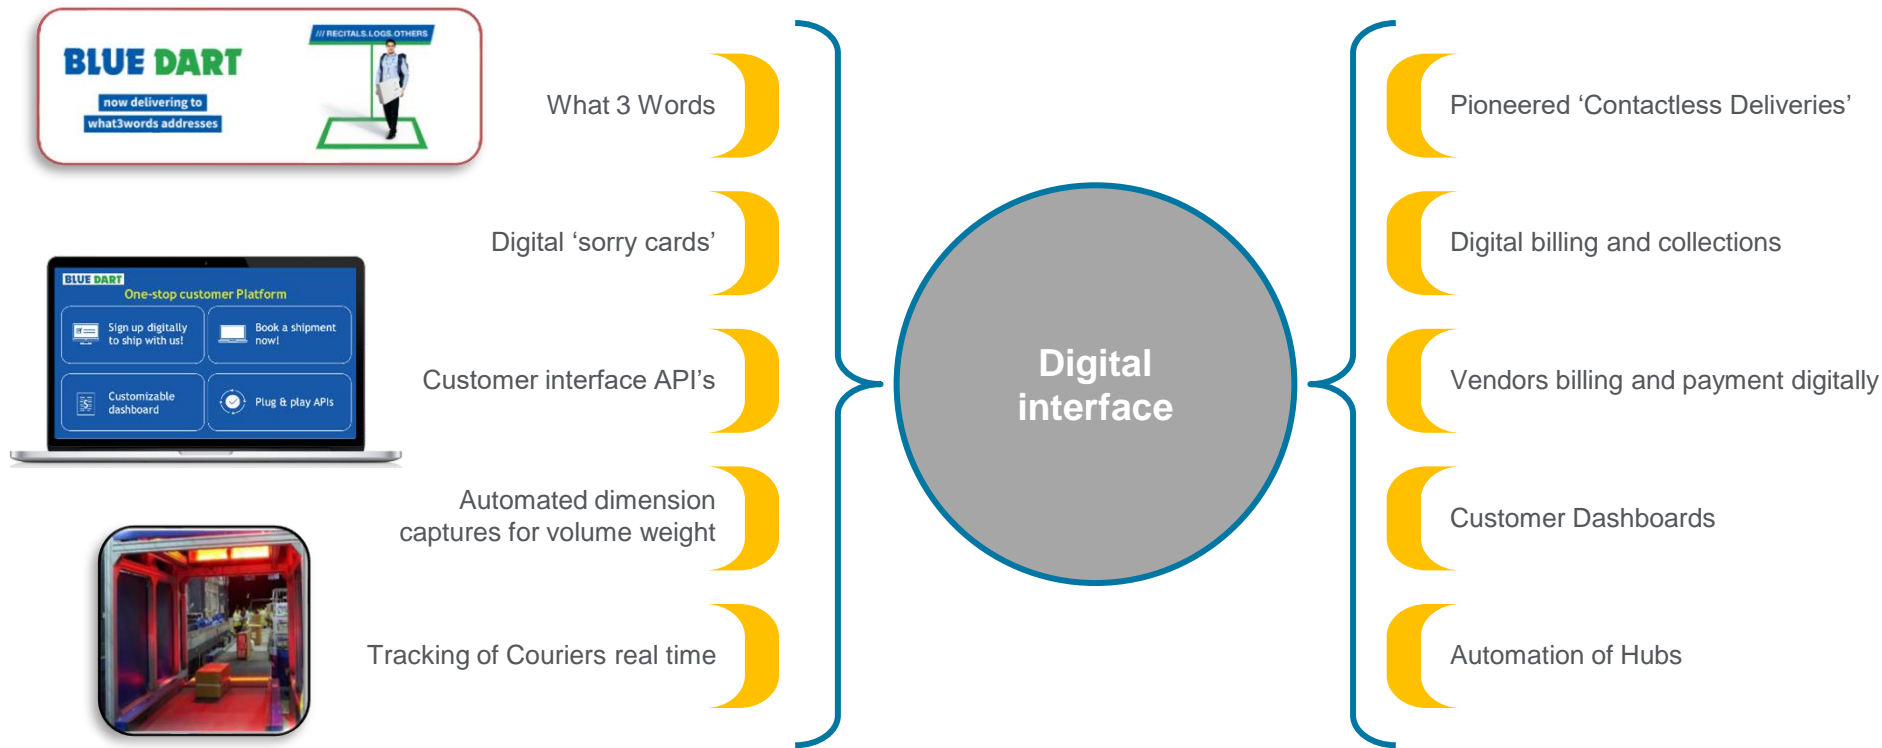 /// RECITALS.LOGS.OTHERS
BLUE DART
now delivering to
what3words addresses
BLUE DART
One-stop customer Platform
Sign up digitally
to ship with us!
Book a shipment
now!
Customizable
dashboard
Plug & play APIs
What 3 Words
Digital ‘sorry cards’
Customer interface API’s
Automated dimension
captures for volume weight
Tracking of Couriers real time
Digital
interface
Pioneered ‘Contactless Deliveries’
Digital billing and collections
Vendors billing and payment digitally
Customer Dashboards
Automation of Hubs